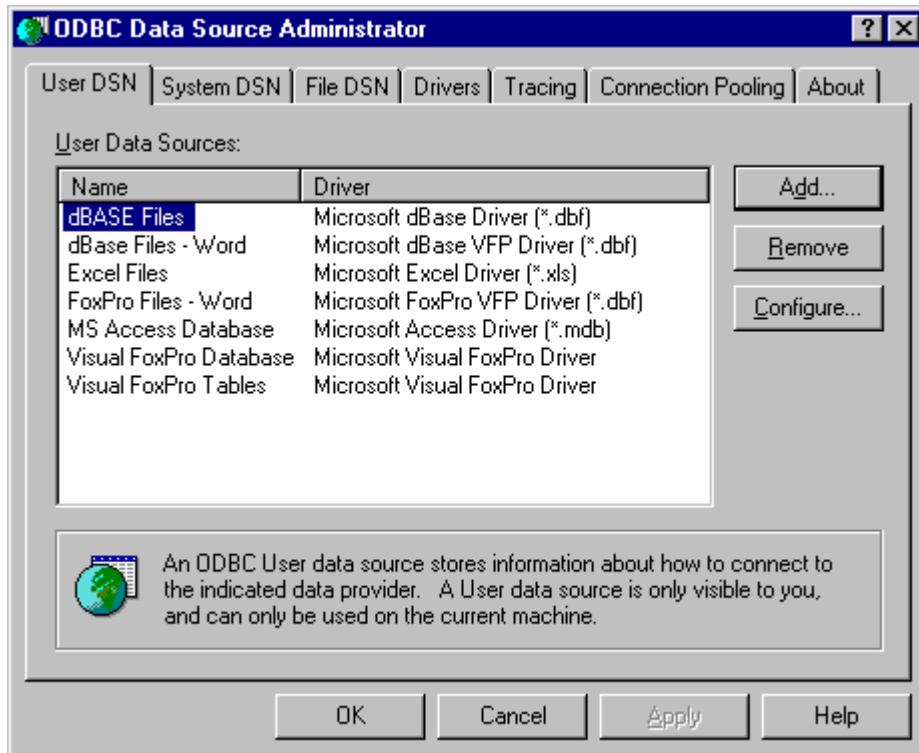 ODBC Data Source Administrator
User DSN System DSN File DSN Drivers Tracing Connection Pooling About
User Data Sources:
Name Driver
dBASE Files Microsoft dBase Driver (*.dbf)
dBase Files - Word Microsoft dBase VFP Driver (*.dbf)
Excel Files Microsoft Excel Driver (*.xls)
FoxPro Files - Word Microsoft FoxPro VFP Driver (*.dbf)
MS Access Database Microsoft Access Driver (*.mdb)
Visual FoxPro Database Microsoft Visual FoxPro Driver
Visual FoxPro Tables Microsoft Visual FoxPro Driver
Add...
Remove
Configure...
An ODBC User data source stores information about how to connect to
the indicated data provider. A User data source is only visible to you,
and can only be used on the current machine.
OK Cancel Apply Help